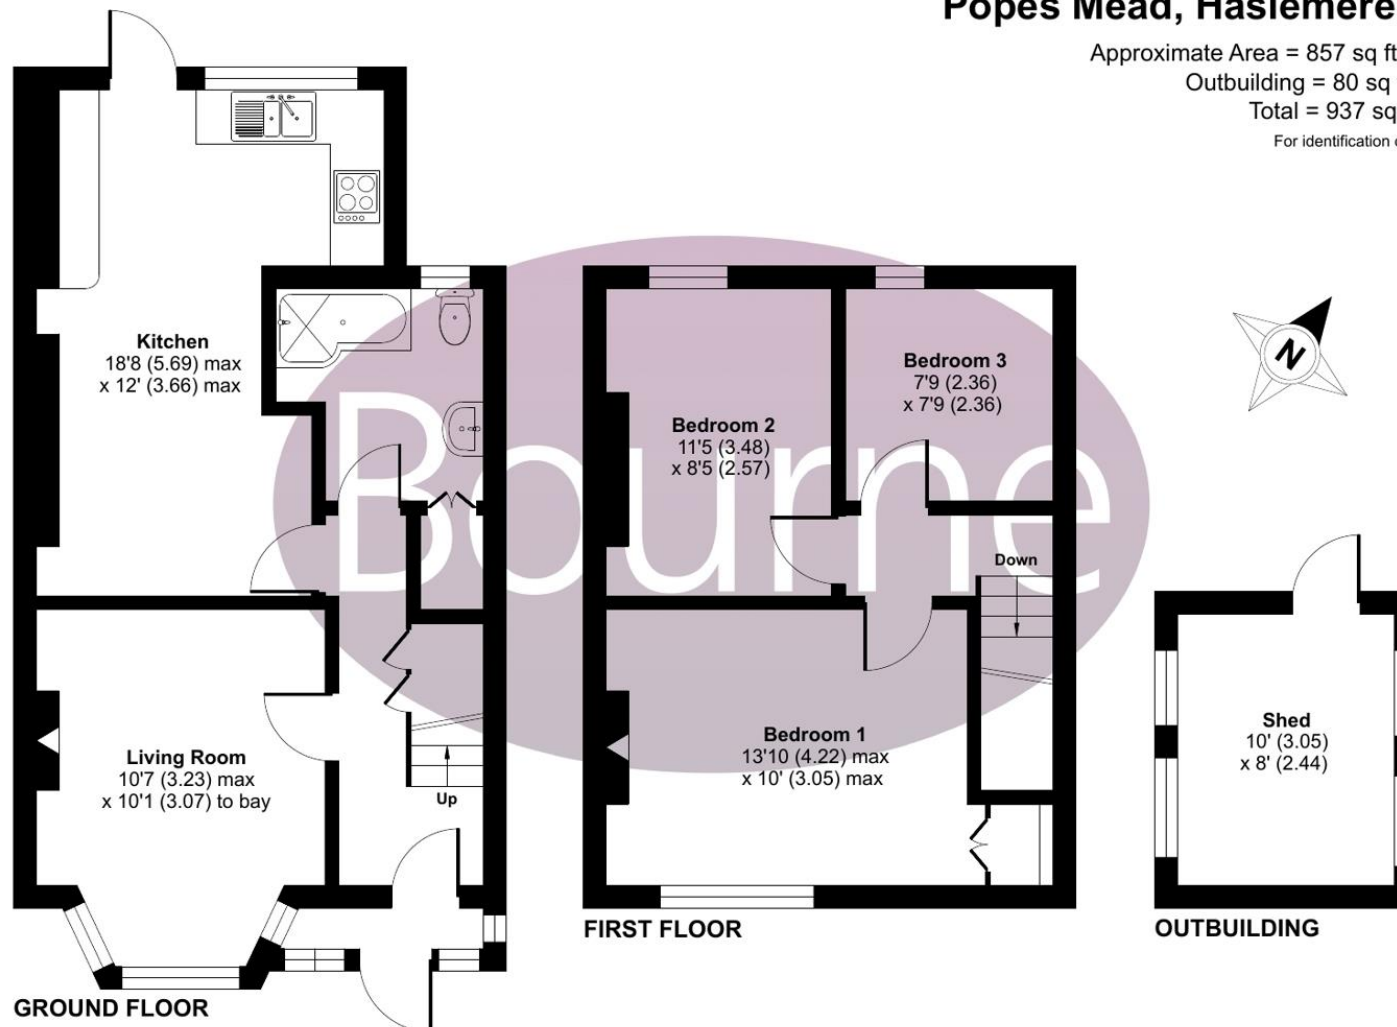 Popes Mead, Haslemere
Approximate Area = 857 sq ft
Outbuilding = 80 sq
Total = 937 sq
For identification
Kitchen
18'8 (5.69) max
x 12' (3.66) max
Bedroom 2
11'5 (3.48)
x 8'5 (2.57)
Bedroom 3
7'9 (2.36)
x 7'9 (2.36)
N
Bourne
Down
Living Room
10'7 (3.23) max
x 10'1 (3.07) to bay
Up
Bedroom 1
13'10 (4.22) max
x 10' (3.05) max
Shed
10' (3.05)
x 8' (2.44)
GROUND FLOOR
FIRST FLOOR
OUTBUILDING